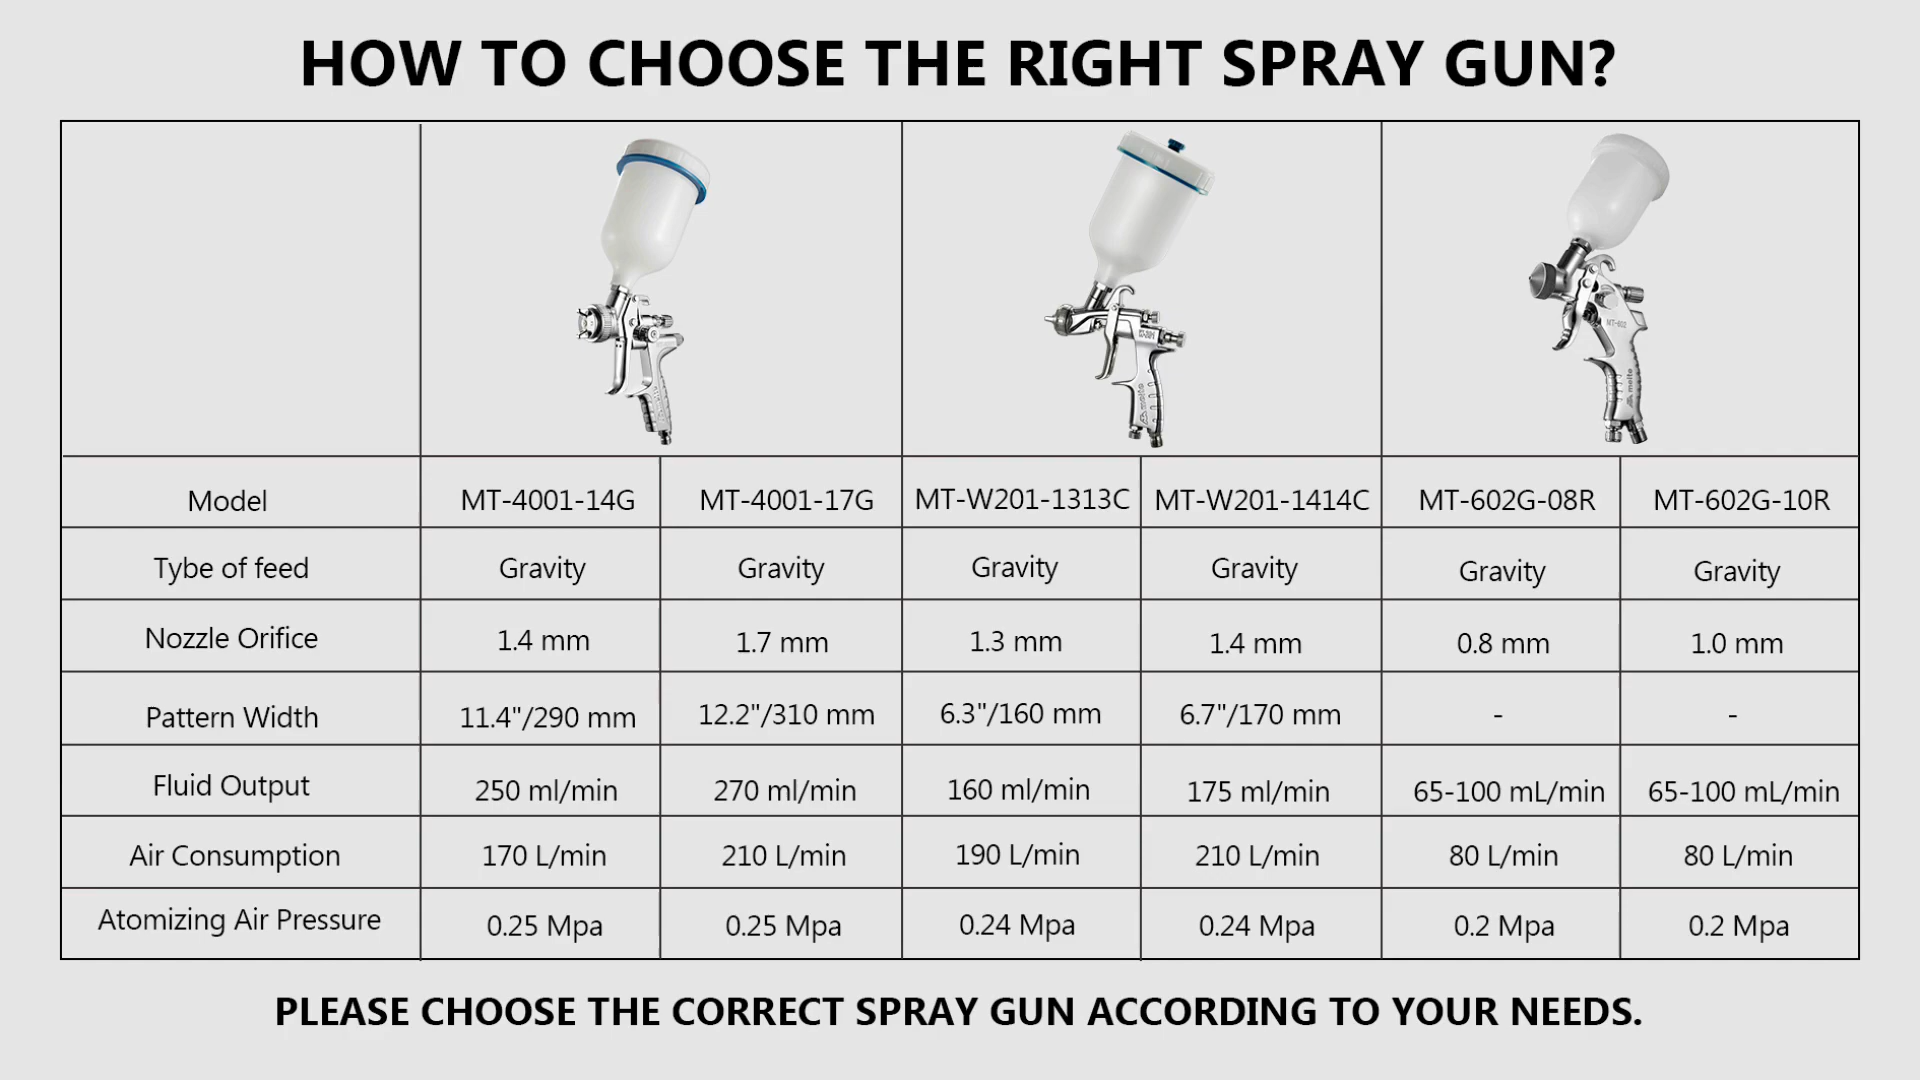 HOW TO CHOOSE THE RIGHT SPRAY GUN?
MT-602
meite
meite
Model MT-4001-14G MT-4001-17G MT-W201-1313C MT-W201-1414C MT-602G-08R MT-602G-10R
Tybe of feed Gravity Gravity Gravity Gravity Gravity Gravity
Nozzle Orifice 1.4 mm 1.7 mm 1.3 mm 1.4 mm 0.8 mm 1.0 mm
Pattern Width 11.4"/290 mm 12.2"/310 mm 6.3"/160 mm 6.7"/170 mm - -
Fluid Output 250 ml/min 270 ml/min 160 ml/min 175 ml/min 65-100 mL/min 65-100 mL/min
Air Consumption 170 L/min 210 L/min 190 L/min 210 L/min 80 L/min 80 L/min
Atomizing Air Pressure 0.25 Mpa 0.25 Mpa 0.24 Mpa 0.24 Mpa 0.2 Mpa 0.2 Mpa
PLEASE CHOOSE THE CORRECT SPRAY GUN ACCORDING TO YOUR NEEDS.